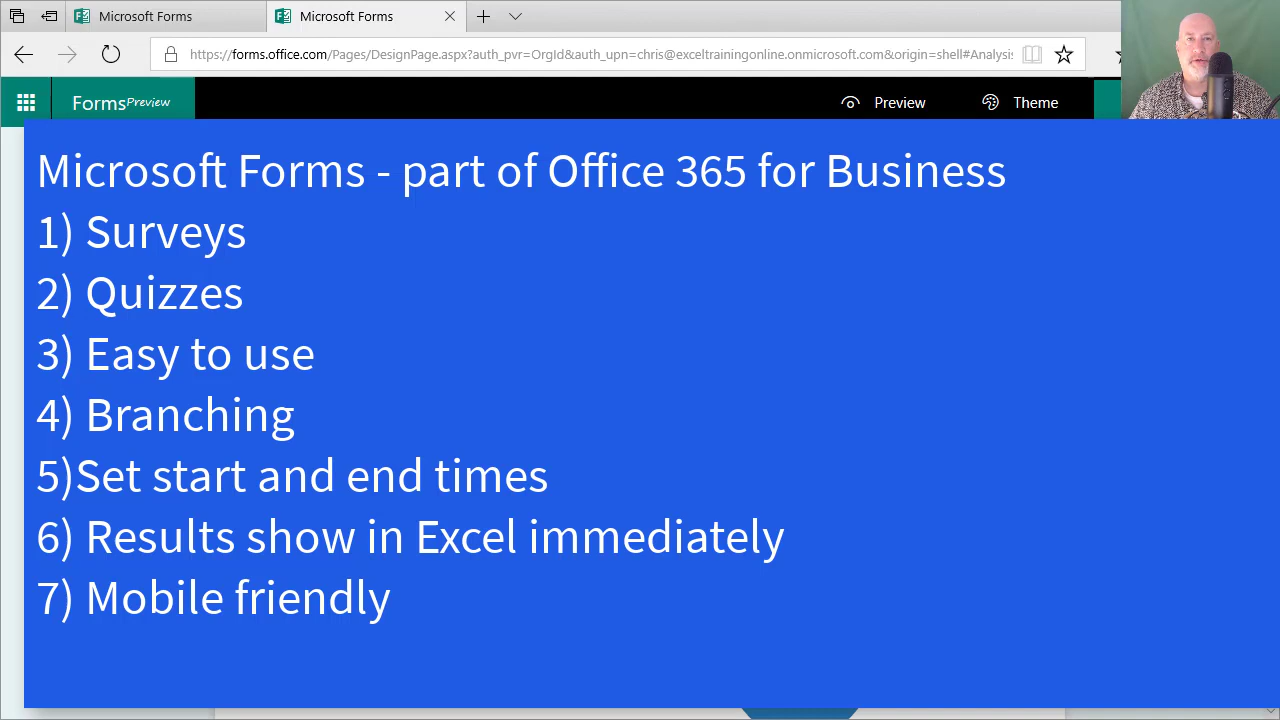 Microsoft Forms
Microsoft Forms
https://forms.office.com/Pages/DesignPage.aspx?auth_pvr=OrgId&auth_upn=chris@exceltrainingonline.onmicrosoft.com&origin=shell#Analysis
Forms Preview
Preview
Theme
Microsoft Forms - part of Office 365 for Business
1) Surveys
2) Quizzes
3) Easy to use
4) Branching
5)Set start and end times
6) Results show in Excel immediately
7) Mobile friendly